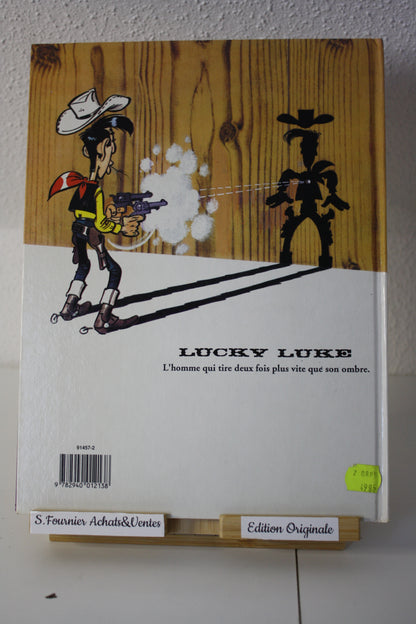 LUCKY LUKE
L'homme qui tire deux fois plus vite que son ombre.
91457-2
9 782940 012138
S.Fournier Achats&Ventes
Edition Originale